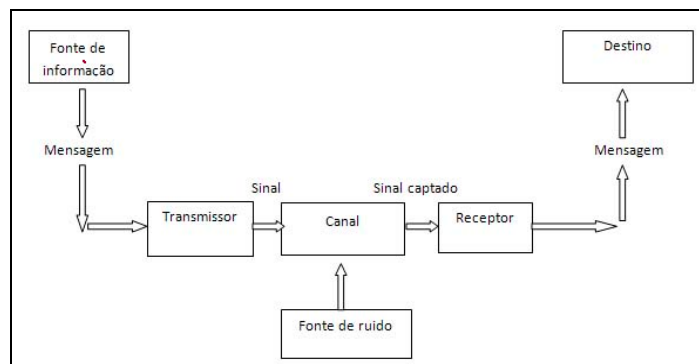 Fonte de
informação
Destino
Mensagem
Mensagem
Sinal
Sinal captado
Transmissor
Canal
Receptor
Fonte de ruido